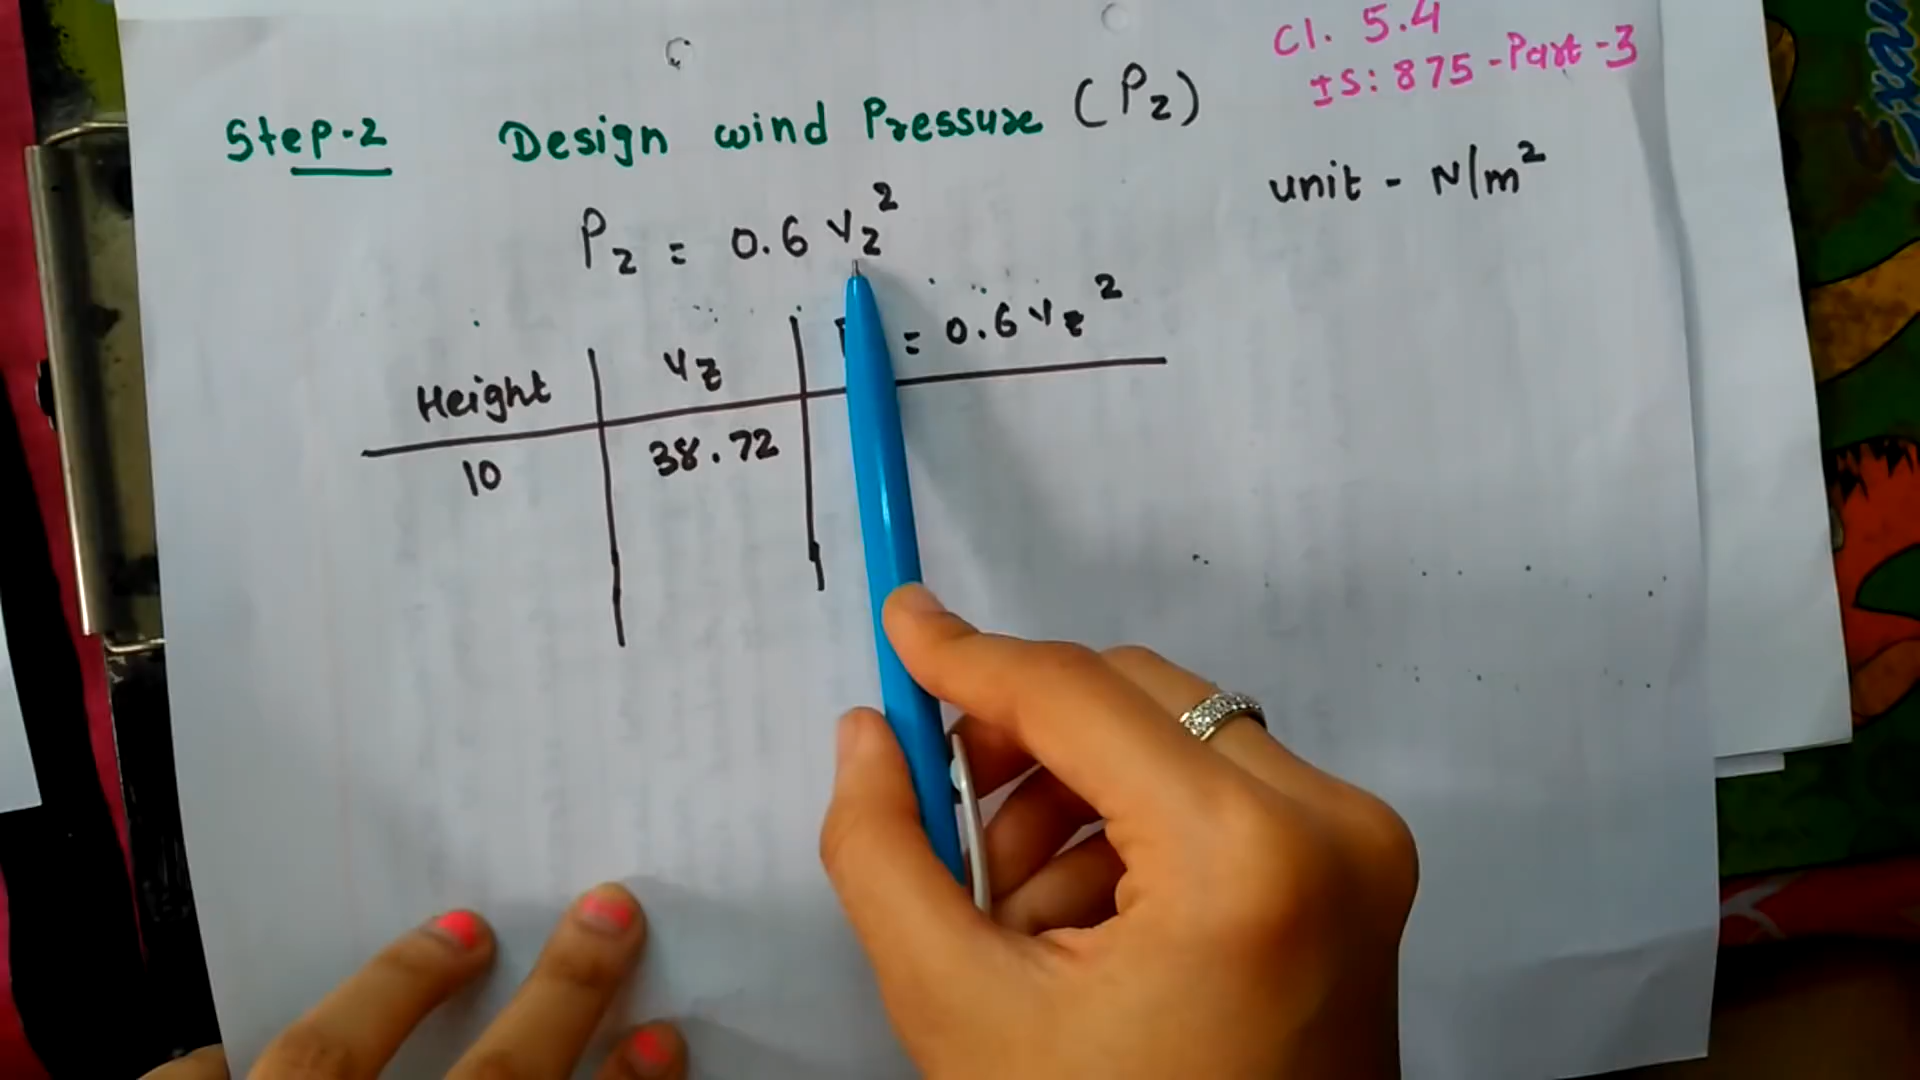 Cl. 5.4
IS: 875 - Part - 3
Step-2 Design wind Pressure (Pz)
unit - N/m²
Pz = 0.6 Vz²
Height Vz = 0.6 Vz²
10 38.72